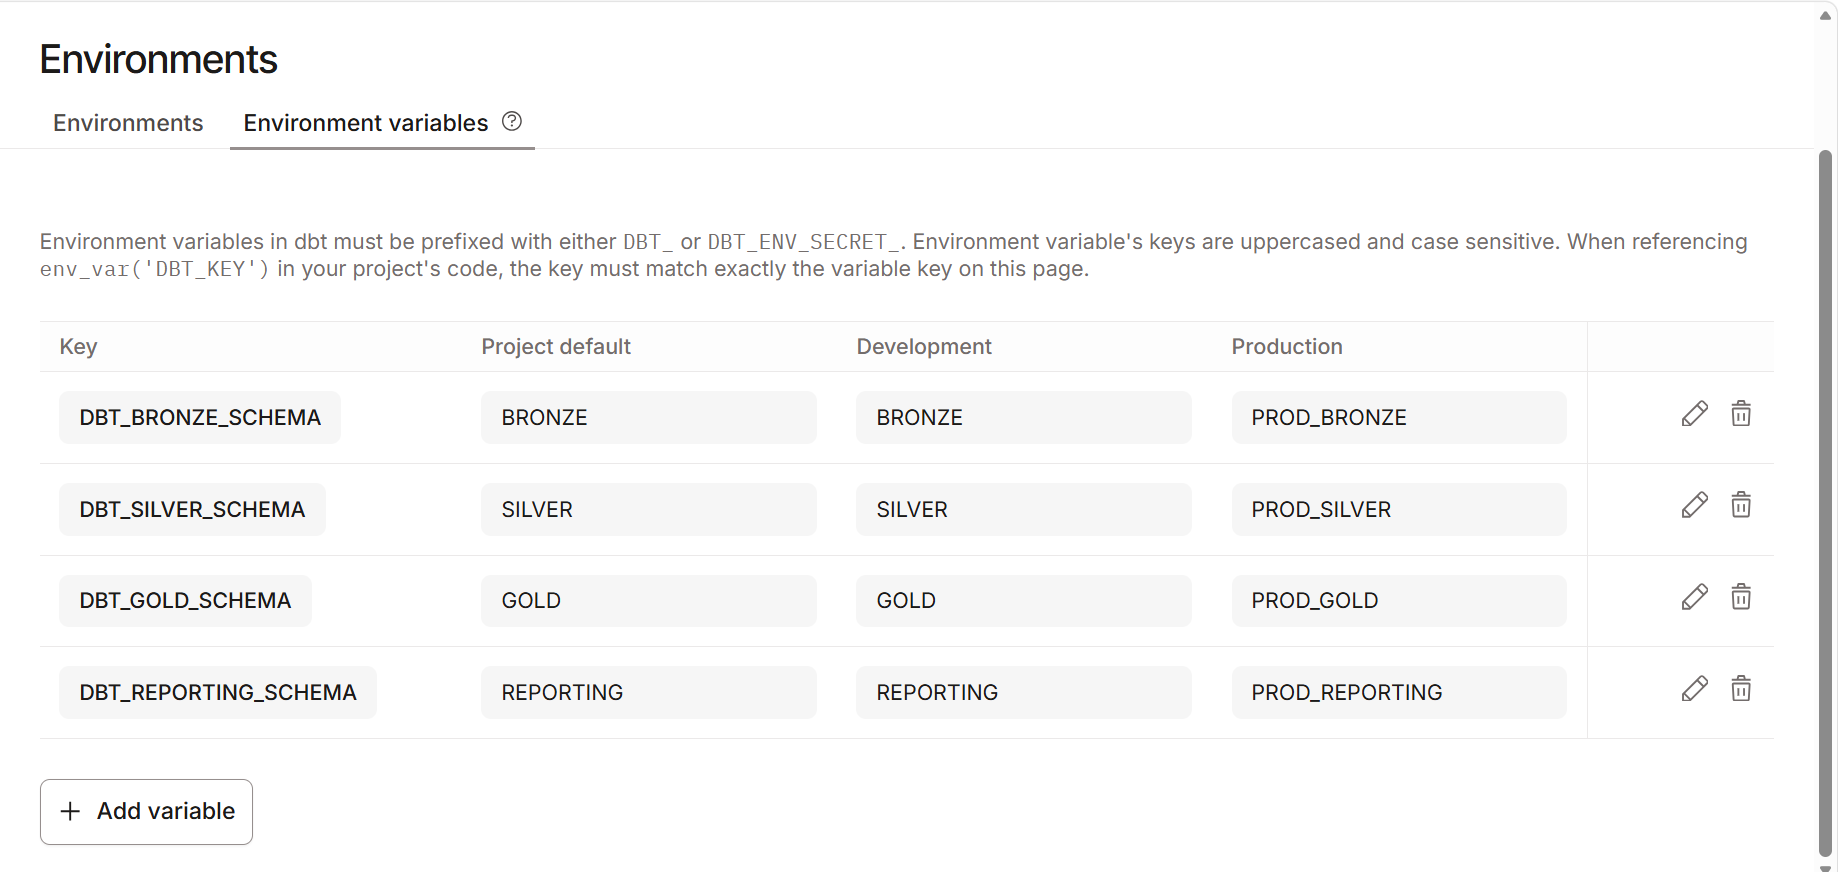 Environments
Environments Environment variables
Environment variables in dbt must be prefixed with either DBT_ or DBT_ENV_SECRET_. Environment variable's keys are uppercased and case sensitive. When referencing
env_var('DBT_KEY') in your project's code, the key must match exactly the variable key on this page.
Key Project default Development Production
DBT_BRONZE_SCHEMA BRONZE BRONZE PROD_BRONZE
DBT_SILVER_SCHEMA SILVER SILVER PROD_SILVER
DBT_GOLD_SCHEMA GOLD GOLD PROD_GOLD
DBT_REPORTING_SCHEMA REPORTING REPORTING PROD_REPORTING
+ Add variable